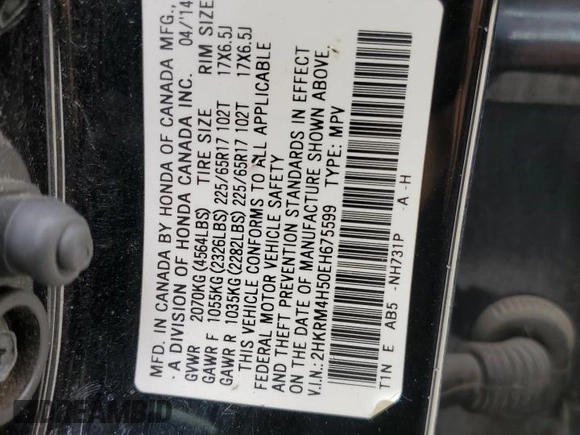 MFD. IN CANADA BY HONDA OF CANADA MFG.,
A DIVISION OF HONDA CANADA INC. 04/'14
GVWR 2070KG (4564LBS) TIRE SIZE RIM SIZE
GAWR F 1055KG (2326LBS) 225/65R17 102T 17X6.5J
GAWR R 1035KG (2282LBS) 225/65R17 102T 17X6.5J
THIS VEHICLE CONFORMS TO ALL APPLICABLE
FEDERAL MOTOR VEHICLE SAFETY
AND THEFT PREVENTION STANDARDS IN EFFECT
ON THE DATE OF MANUFACTURE SHOWN ABOVE.
V.I.N.: 2HKRM4H50EH675599 TYPE: MPV
T1N E AB5 -NH731P -A -H
DREAMBID